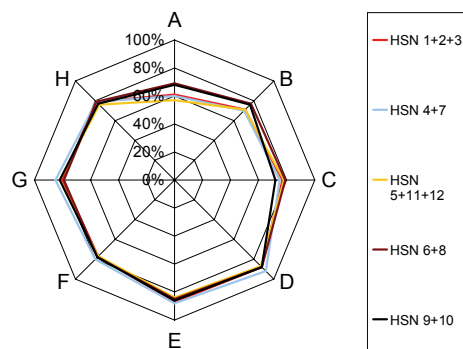 A
100%
80%
60%
40%
20%
0%
B
C
D
E
F
G
H
HSN 1+2+3
HSN 4+7
HSN
5+11+12
HSN 6+8
HSN 9+10